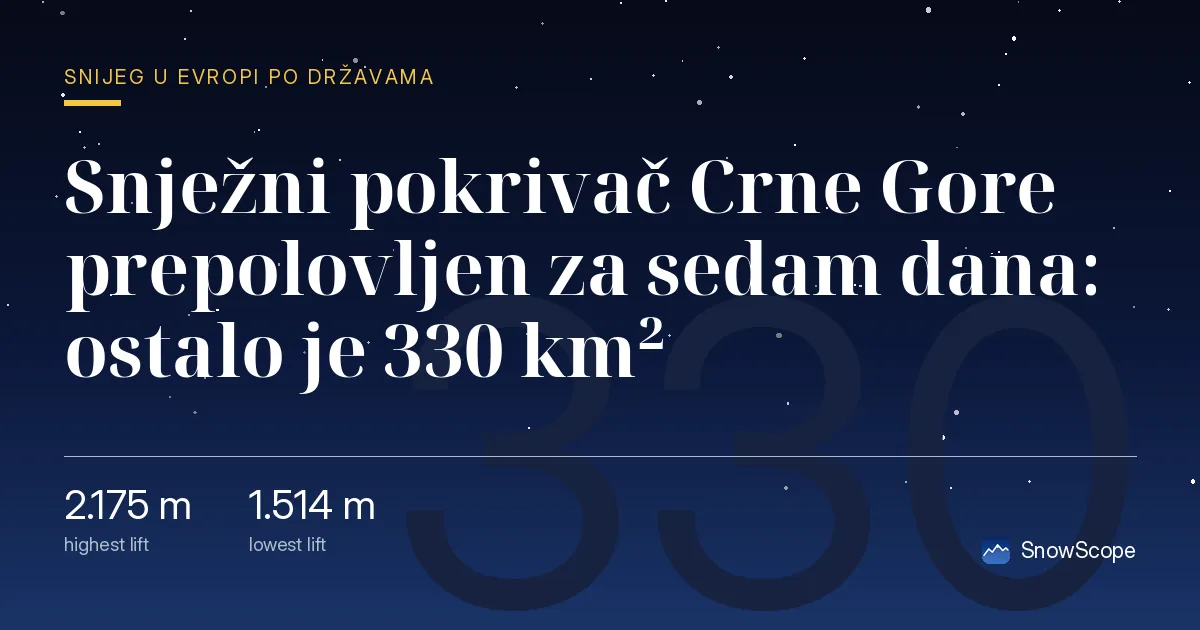 SNIJEG U EVROPI PO DRŽAVAMA
Snježni pokrivač Crne Gore
prepolovljen za sedam dana:
ostalo je 330 km²
330
2.175 m
highest lift
1.514 m
lowest lift
SnowScope